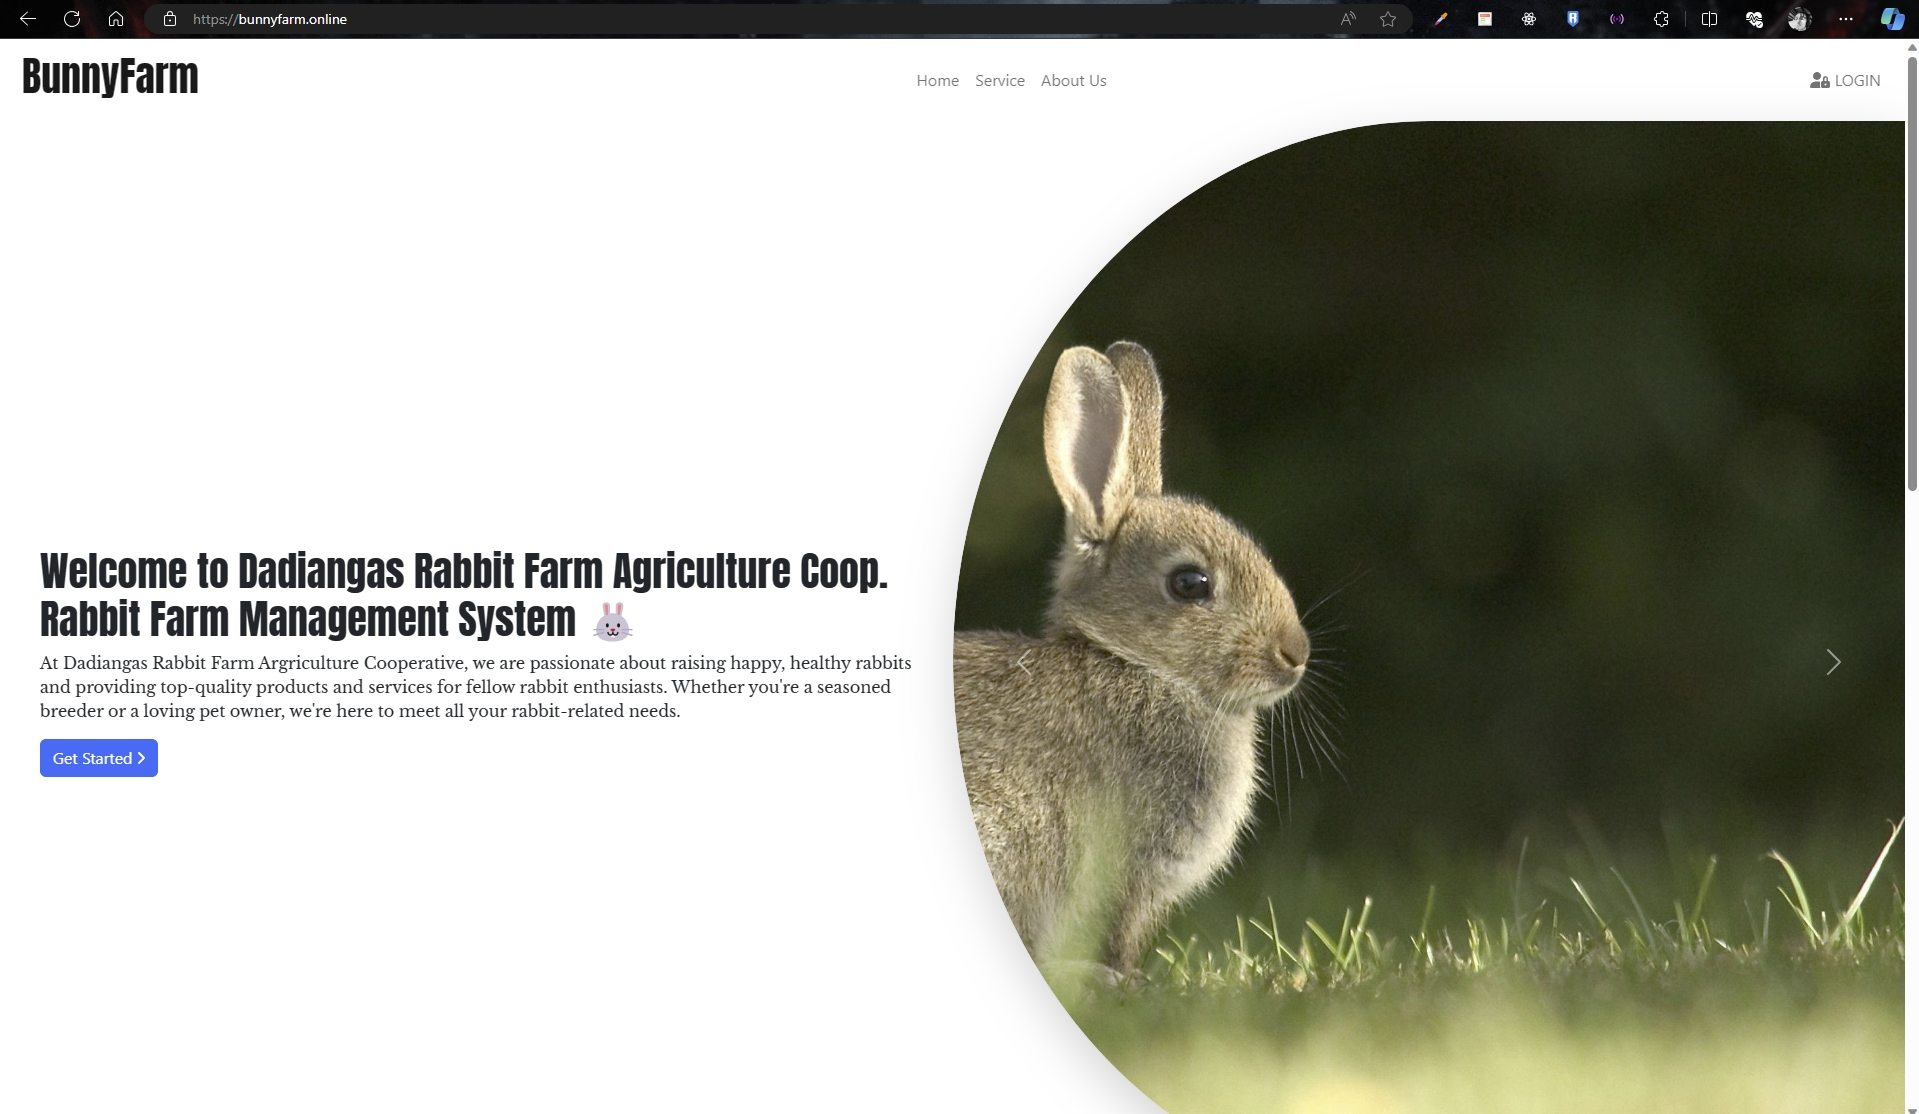 https://bunnyfarm.online
BunnyFarm
Home Service About Us
LOGIN
Welcome to Dadiangas Rabbit Farm Agriculture Coop.
Rabbit Farm Management System 🐰
At Dadiangas Rabbit Farm Argriculture Cooperative, we are passionate about raising happy, healthy rabbits
and providing top-quality products and services for fellow rabbit enthusiasts. Whether you're a seasoned
breeder or a loving pet owner, we're here to meet all your rabbit-related needs.
Get Started